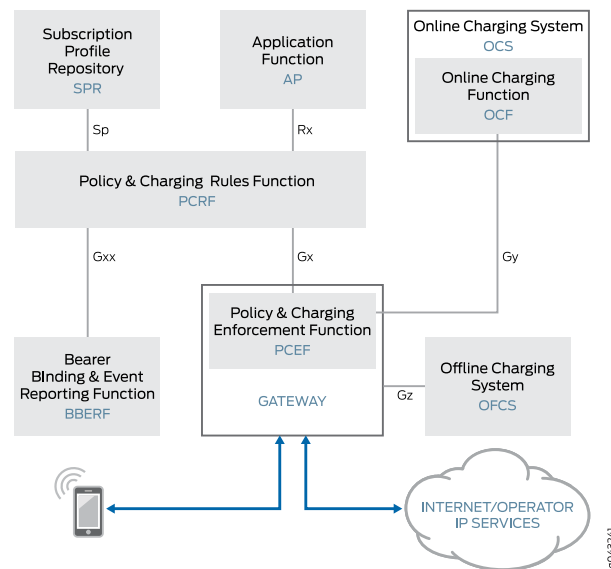 Subscription
Profile
Repository
SPR
Application
Function
AP
Online Charging System
OCS
Online Charging
Function
OCF
Sp
Rx
Policy & Charging Rules Function
PCRF
Gxx
Gx
Gy
Policy & Charging
Enforcement Function
PCEF
GATEWAY
Bearer
BInding & Event
Reporting Function
BBERF
Gz
Offline Charging
System
OFCS
INTERNET/OPERATOR
IP SERVICES
g043241